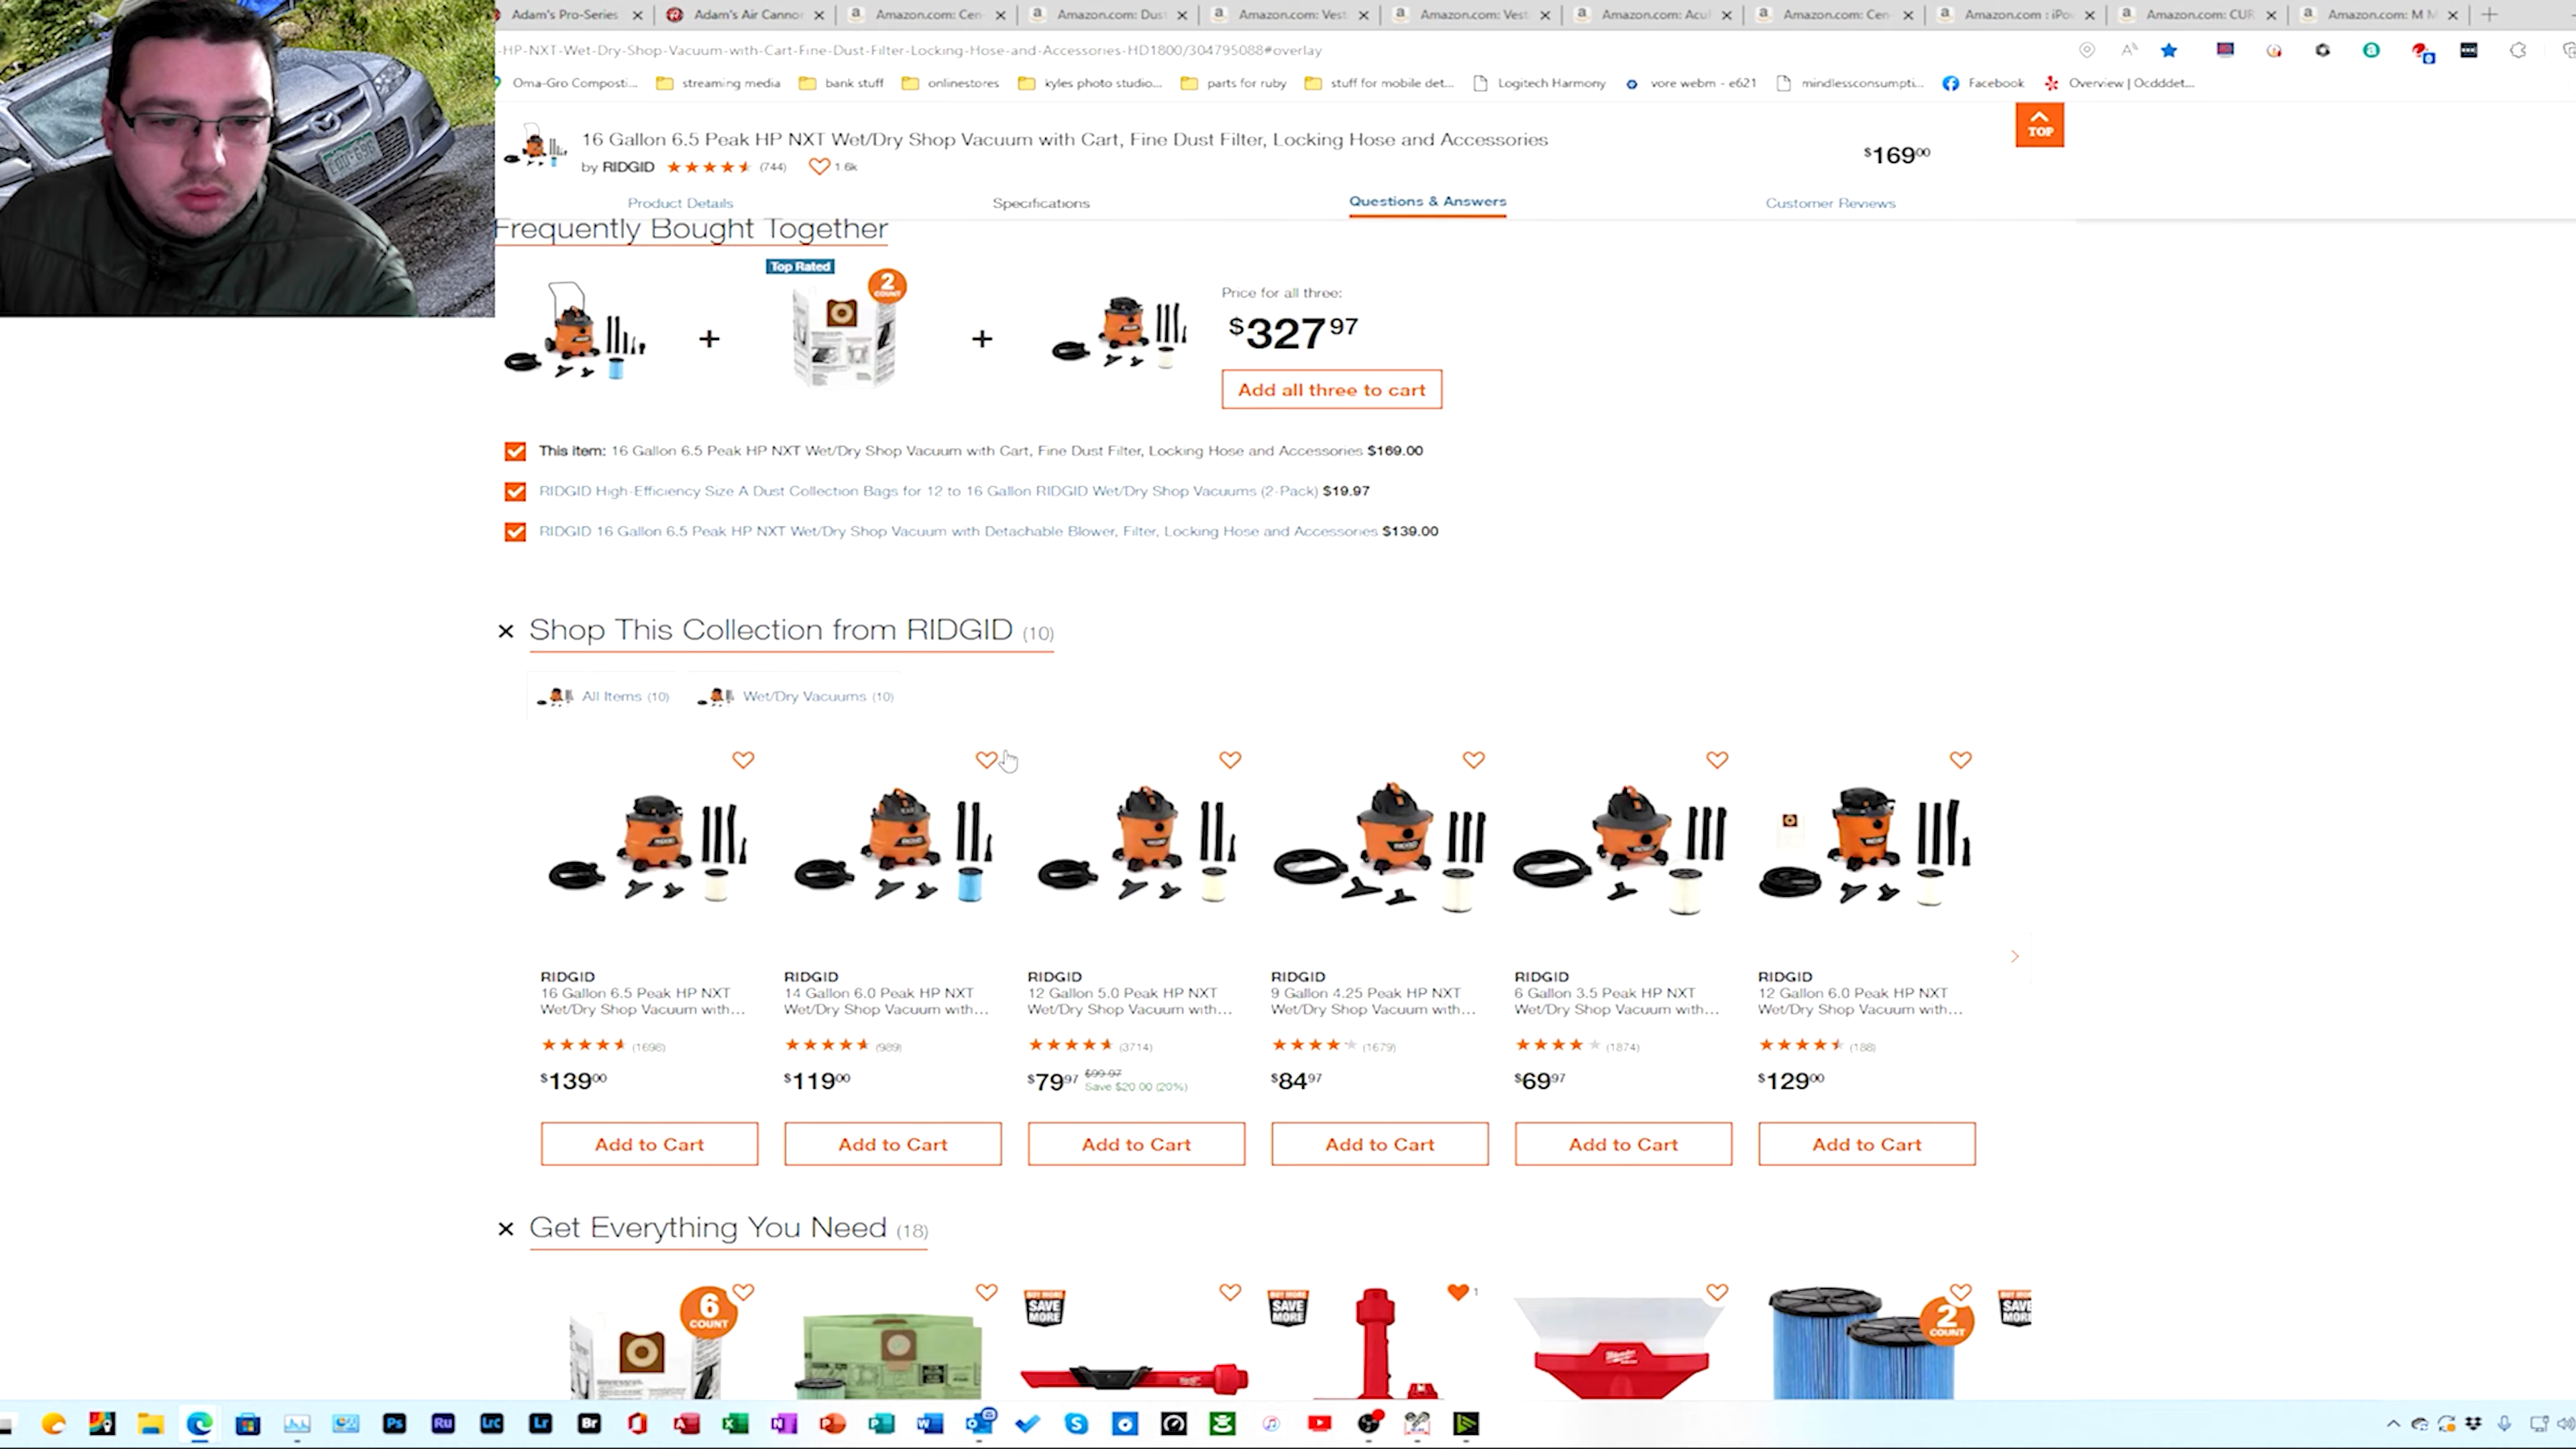 Adam's Pro-Series
Adam's Air Cannor
Amazon.com: Cen
Amazon.com: Dust
Amazon.com: Vest
Amazon.com: Vest
Amazon.com: Acu
Amazon.com: Cen
Amazon.com : iPo
Amazon.com: CUR
Amazon.com: M M
-HP-NXT-Wet-Dry-Shop-Vacuum-with-Cart-Fine-Dust-Filter-Locking-Hose-and-Accessories-HD1800/304795088#overlay
Oma-Gro Composti...
streaming media
bank stuff
onlinestores
kyles photo studio...
parts for ruby
stuff for mobile det...
Logitech Harmony
vore webm - e621
mindlessconsumpti...
Facebook
Overview | Ocdddet...
16 Gallon 6.5 Peak HP NXT Wet/Dry Shop Vacuum with Cart, Fine Dust Filter, Locking Hose and Accessories
by RIDGID (744) 1.6k
$169 00
TOP
Product Details
Specifications
Questions & Answers
Customer Reviews
Frequently Bought Together
Top Rated
2 COUNT
+
+
Price for all three:
$327 97
Add all three to cart
This item: 16 Gallon 6.5 Peak HP NXT Wet/Dry Shop Vacuum with Cart, Fine Dust Filter, Locking Hose and Accessories $169.00
RIDGID High-Efficiency Size A Dust Collection Bags for 12 to 16 Gallon RIDGID Wet/Dry Shop Vacuums (2-Pack) $19.97
RIDGID 16 Gallon 6.5 Peak HP NXT Wet/Dry Shop Vacuum with Detachable Blower, Filter, Locking Hose and Accessories $139.00
Shop This Collection from RIDGID (10)
All Items (10)
Wet/Dry Vacuums (10)
RIDGID
16 Gallon 6.5 Peak HP NXT
Wet/Dry Shop Vacuum with...
(1698)
$139 00
Add to Cart
RIDGID
14 Gallon 6.0 Peak HP NXT
Wet/Dry Shop Vacuum with...
(989)
$119 00
Add to Cart
RIDGID
12 Gallon 5.0 Peak HP NXT
Wet/Dry Shop Vacuum with...
(3714)
$79 97 $99.97
Save $20.00 (20%)
Add to Cart
RIDGID
9 Gallon 4.25 Peak HP NXT
Wet/Dry Shop Vacuum with...
(1679)
$84 97
Add to Cart
RIDGID
6 Gallon 3.5 Peak HP NXT
Wet/Dry Shop Vacuum with...
(1874)
$69 97
Add to Cart
RIDGID
12 Gallon 6.0 Peak HP NXT
Wet/Dry Shop Vacuum with...
(188)
$129 00
Add to Cart
Get Everything You Need (18)
6 COUNT
BUY MORE SAVE MORE
BUY MORE SAVE MORE
1
Milwaukee
2 COUNT
SAVE MORE
Ps
Ru
LrC
Lr
Br